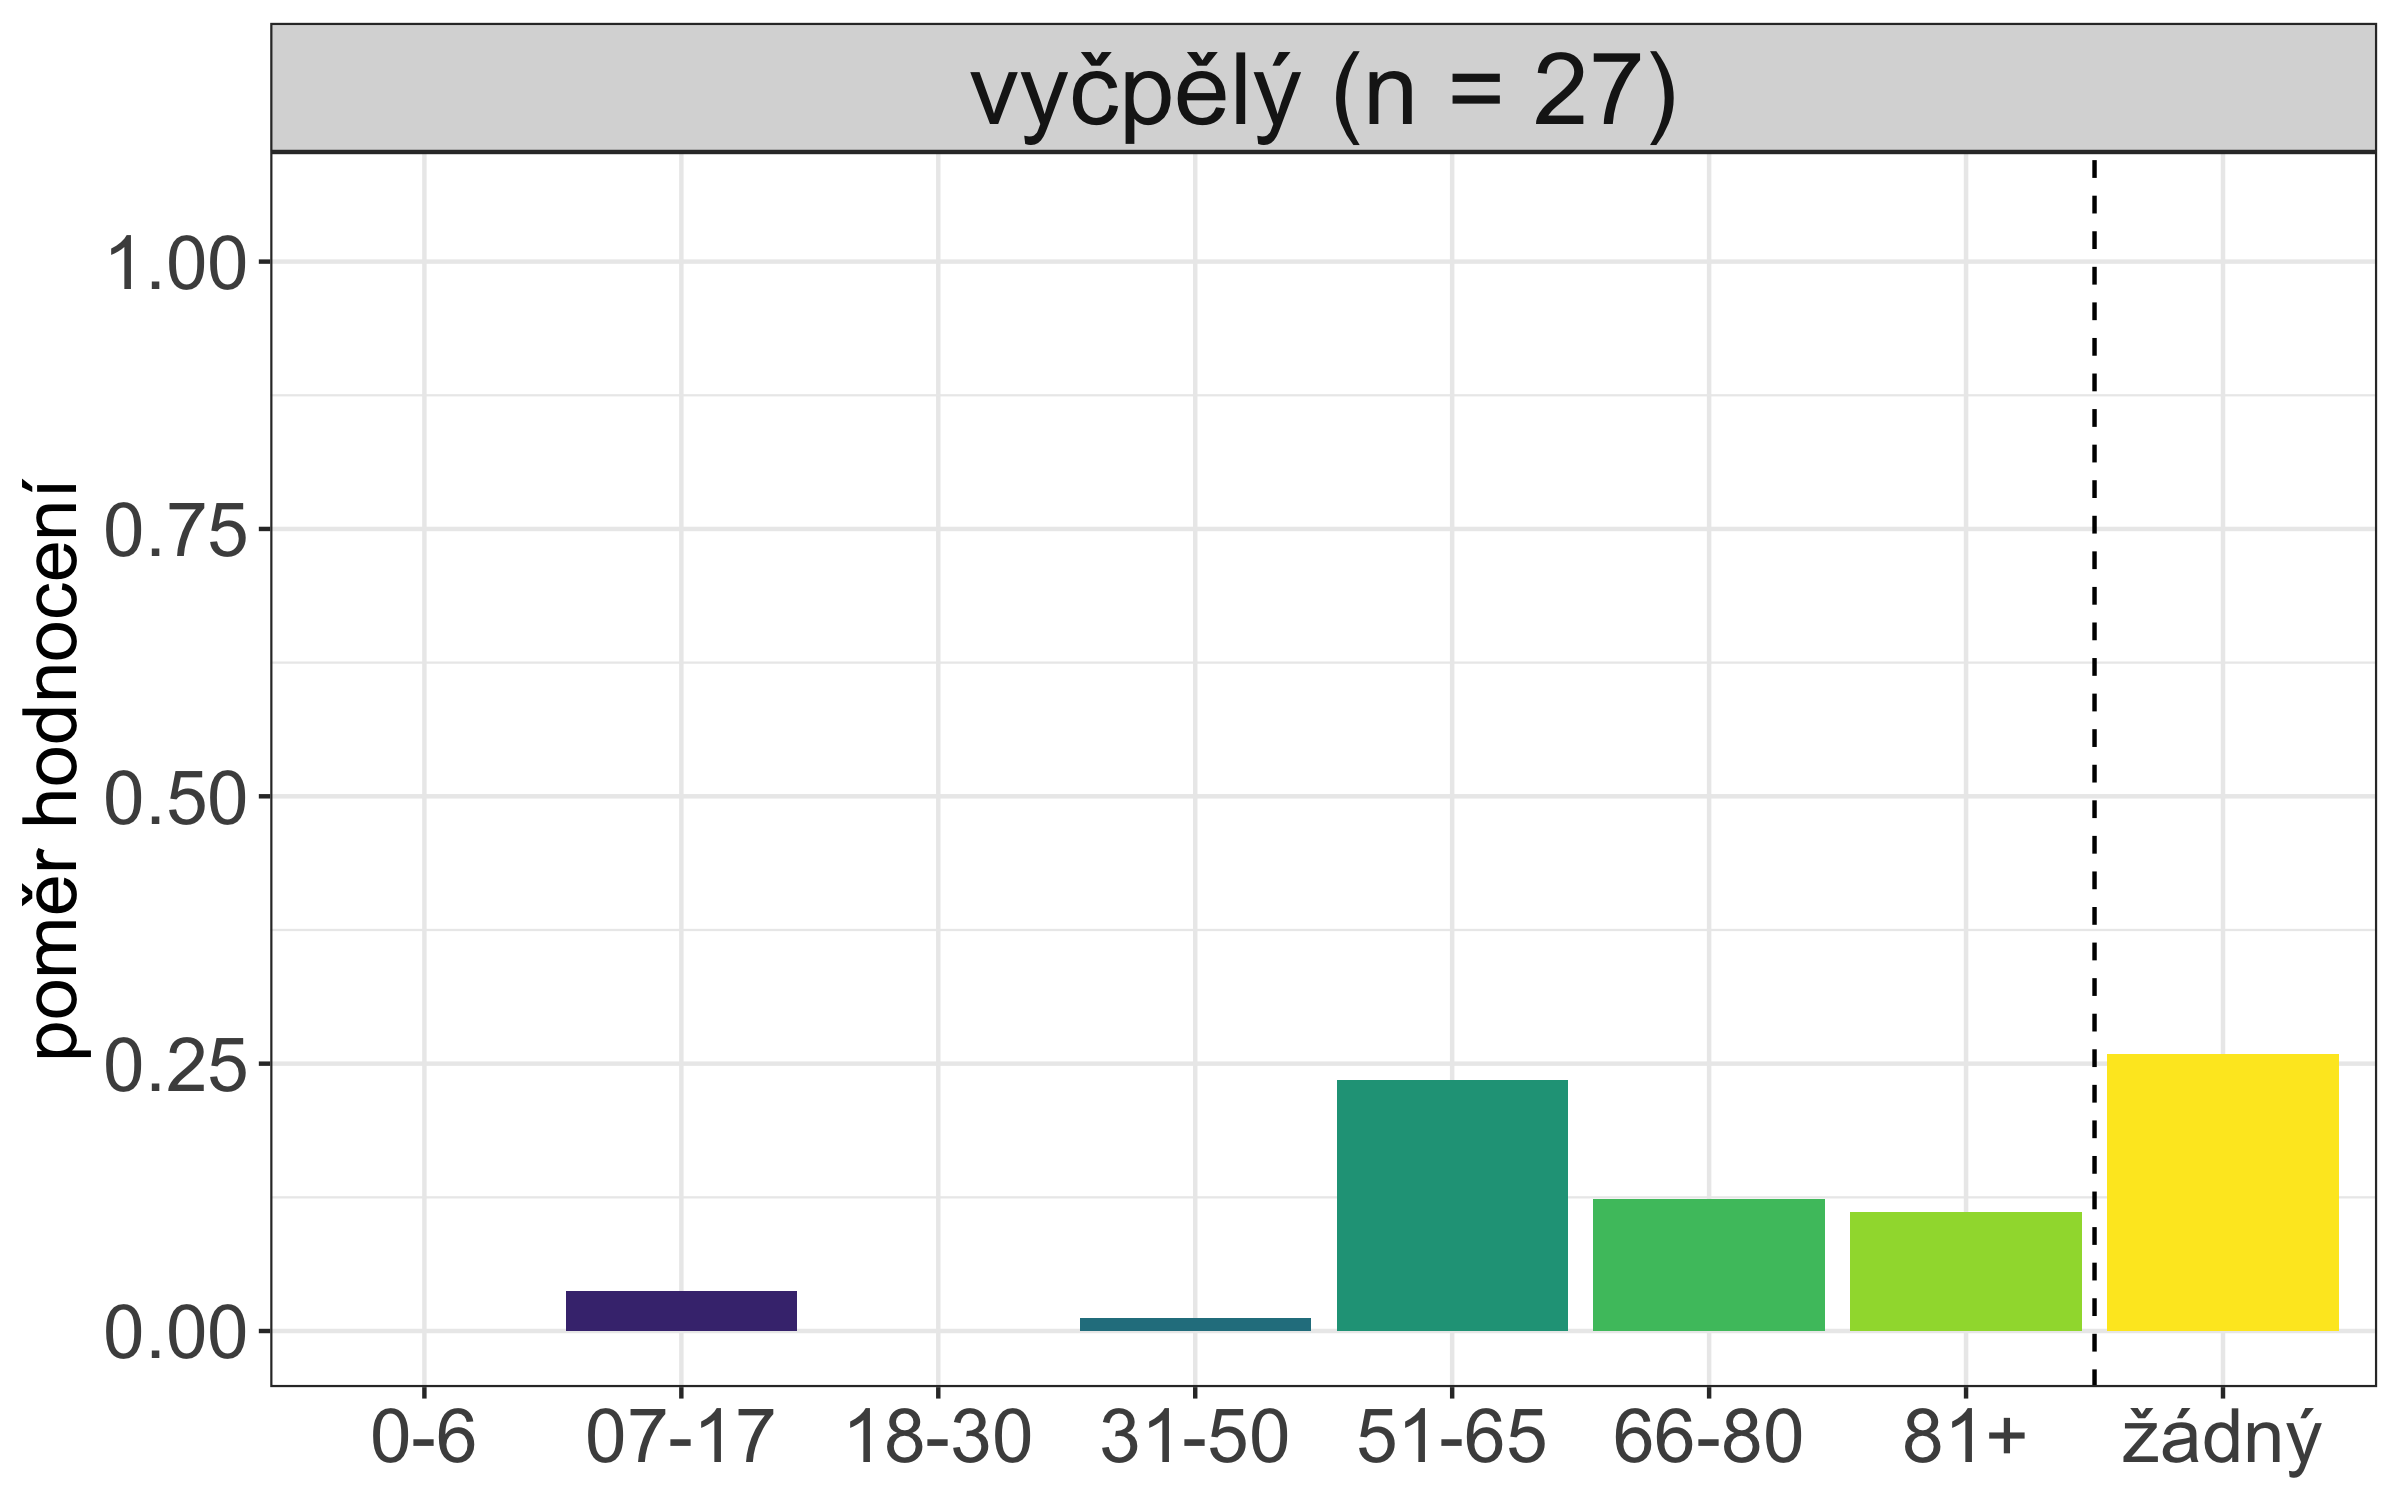 vyčpělý (n = 27)
poměr hodnocení
1.00
0.75
0.50
0.25
0.00
0-6 07-17 18-30 31-50 51-65 66-80 81+ žádný